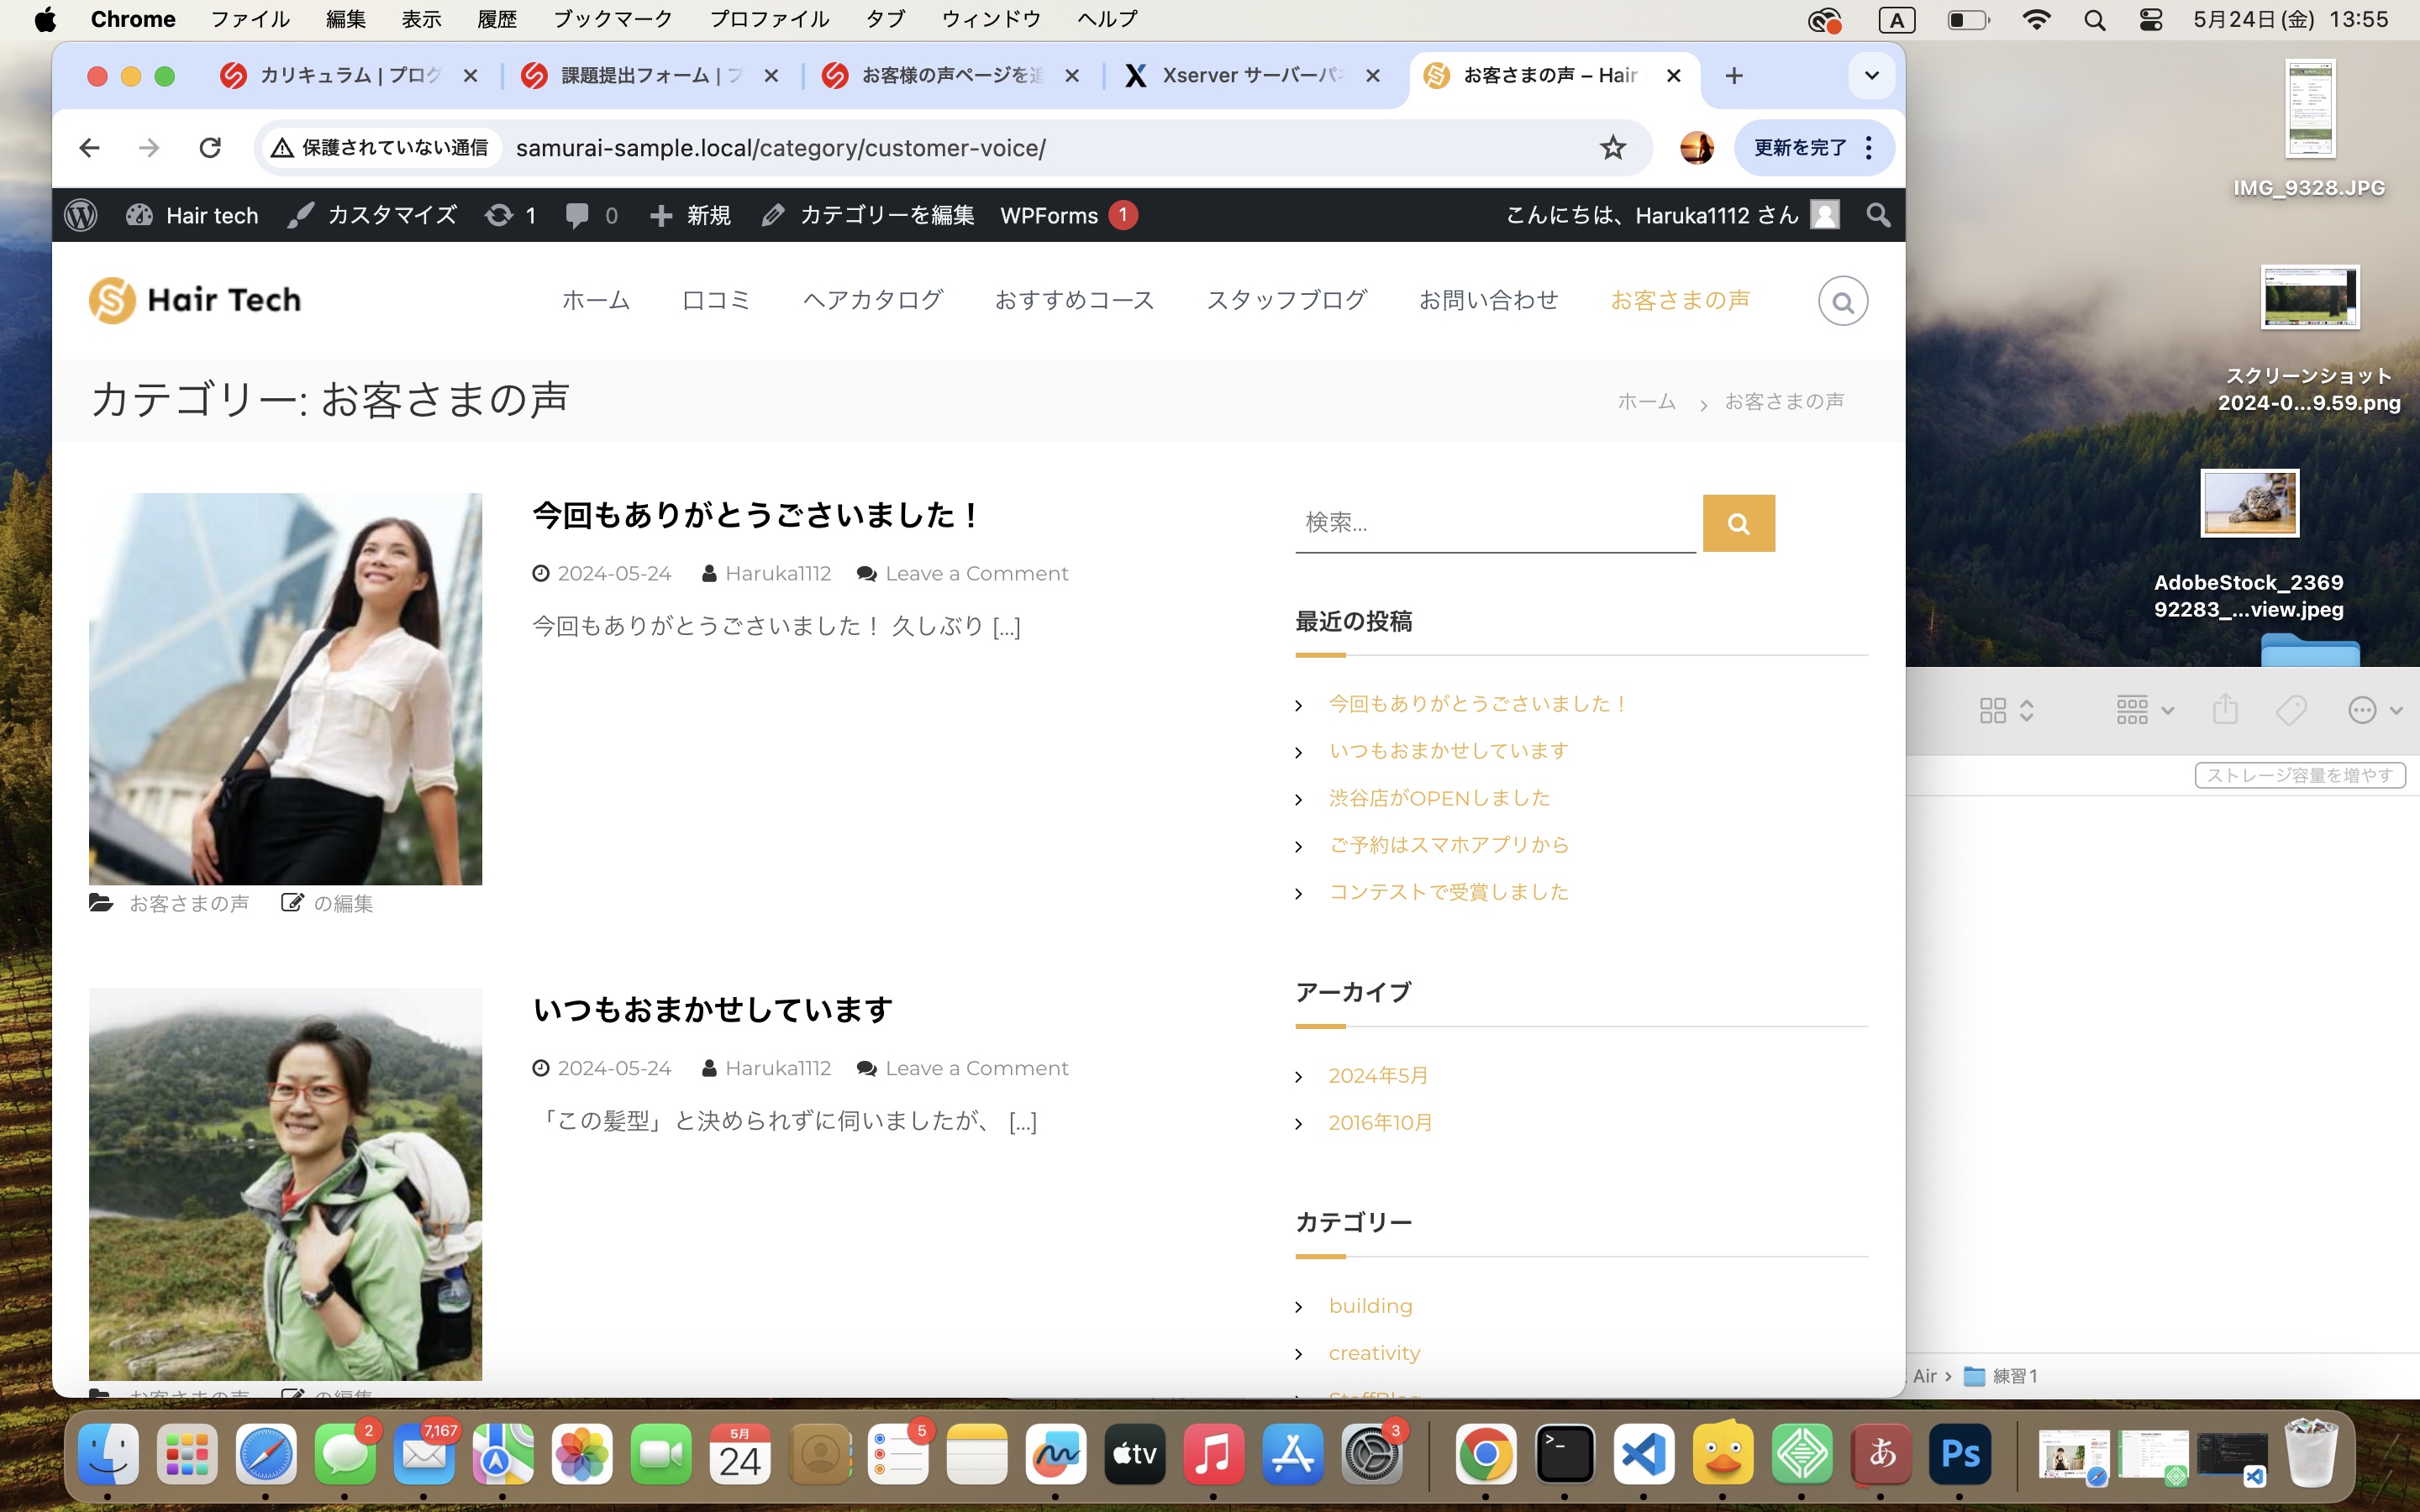 Chrome ファイル 編集 表示 履歴 ブックマーク プロファイル タブ ウィンドウ ヘルプ A 5月24日(金) 13:55
カリキュラム | プログ 課題提出フォーム | プ お客様の声ページを追 Xserver サーバーパネ お客さまの声 – Hair
保護されていない通信 samurai-sample.local/category/customer-voice/ 更新を完了
Hair tech カスタマイズ 1 0 新規 カテゴリーを編集 WPForms 1 こんにちは、Haruka1112 さん
Hair Tech ホーム 口コミ ヘアカタログ おすすめコース スタッフブログ お問い合わせ お客さまの声
カテゴリー: お客さまの声 ホーム お客さまの声
今回もありがとうございました！
2024-05-24 Haruka1112 Leave a Comment
今回もありがとうございました！ 久しぶり [...]
お客さまの声 の編集
いつもおまかせしています
2024-05-24 Haruka1112 Leave a Comment
「この髪型」と決められずに伺いましたが、 [...]
お客さまの声 の編集
検索...
最近の投稿
今回もありがとうございました！
いつもおまかせしています
渋谷店がOPENしました
ご予約はスマホアプリから
コンテストで受賞しました
アーカイブ
2024年5月
2016年10月
カテゴリー
building
creativity
StaffBlog
IMG_9328.JPG
スクリーンショット
2024-0...9.59.png
AdobeStock_2369
92283_...view.jpeg
ストレージ容量を増やす
Air › 練習1
2 7,167 5月 24 5 tv 3 あ Ps